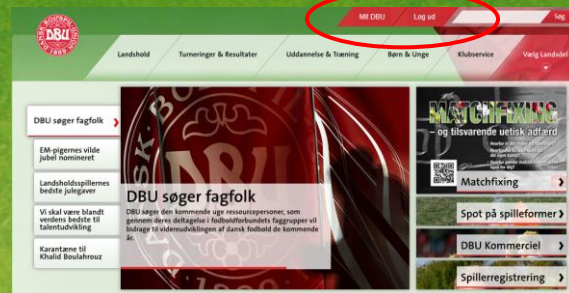 Mit DBU
Log ud
Søg
DBU
Landshold
Turneringer & Resultater
Uddannelse & Træning
Børn & Unge
Klubservice
Vælg Landsdel
DBU søger fagfolk
EM-pigernes vilde
jubel nomineret
Landsholdsspillernes
bedste julegaver
Vi skal være blandt
verdens bedste til
talentudvikling
Karantæne til
Khalid Boulahrouz
DBU søger fagfolk
DBU søger den kommende uge ressourcepersoner, som
gennem deres deltagelse i fodboldforbundets faggrupper vil
bidrage til videreudviklingen af dansk fodbold de kommende
år.
MATCHFIXING
– og tilsvarende uetisk adfærd
Matchfixing
Spot på spilleformer
DBU Kommerciel
Spillerregistrering